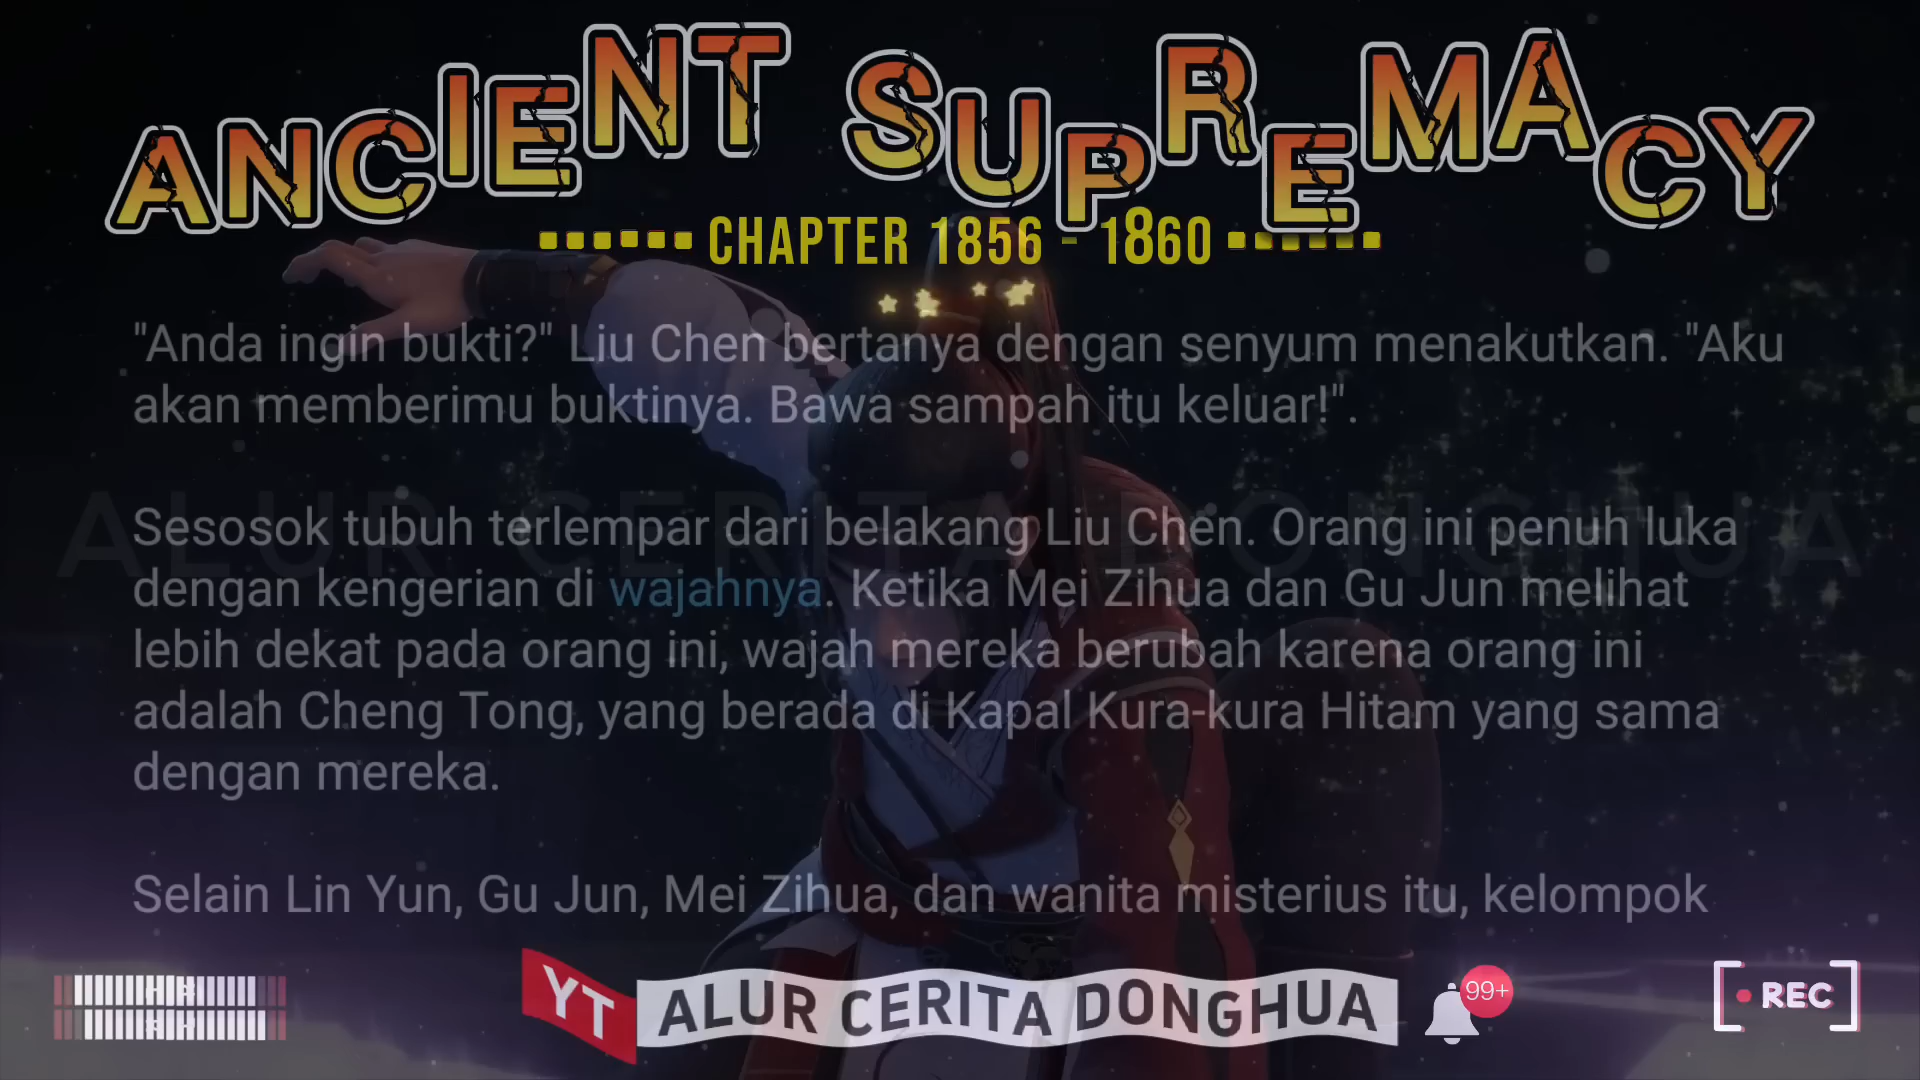 ANCIENT SUPREMACY
CHAPTER 1856 - 1860
"Anda ingin bukti?" Liu Chen bertanya dengan senyum menakutkan. "Aku
akan memberimu buktinya. Bawa sampah itu keluar!".
Sesosok tubuh terlempar dari belakang Liu Chen. Orang ini penuh luka
ALUR CERITA DONGHUA
dengan kengerian di wajahnya. Ketika Mei Zihua dan Gu Jun melihat
lebih dekat pada orang ini, wajah mereka berubah karena orang ini
adalah Cheng Tong, yang berada di Kapal Kura-kura Hitam yang sama
dengan mereka.
Selain Lin Yun, Gu Jun, Mei Zihua, dan wanita misterius itu, kelompok
YT ALUR CERITA DONGHUA
99+
REC